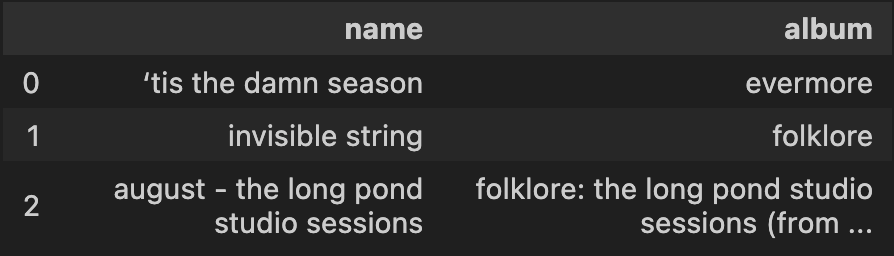 name album
0 ‘tis the damn season evermore
1 invisible string folklore
2 august - the long pond studio sessions folklore: the long pond studio sessions (from ...